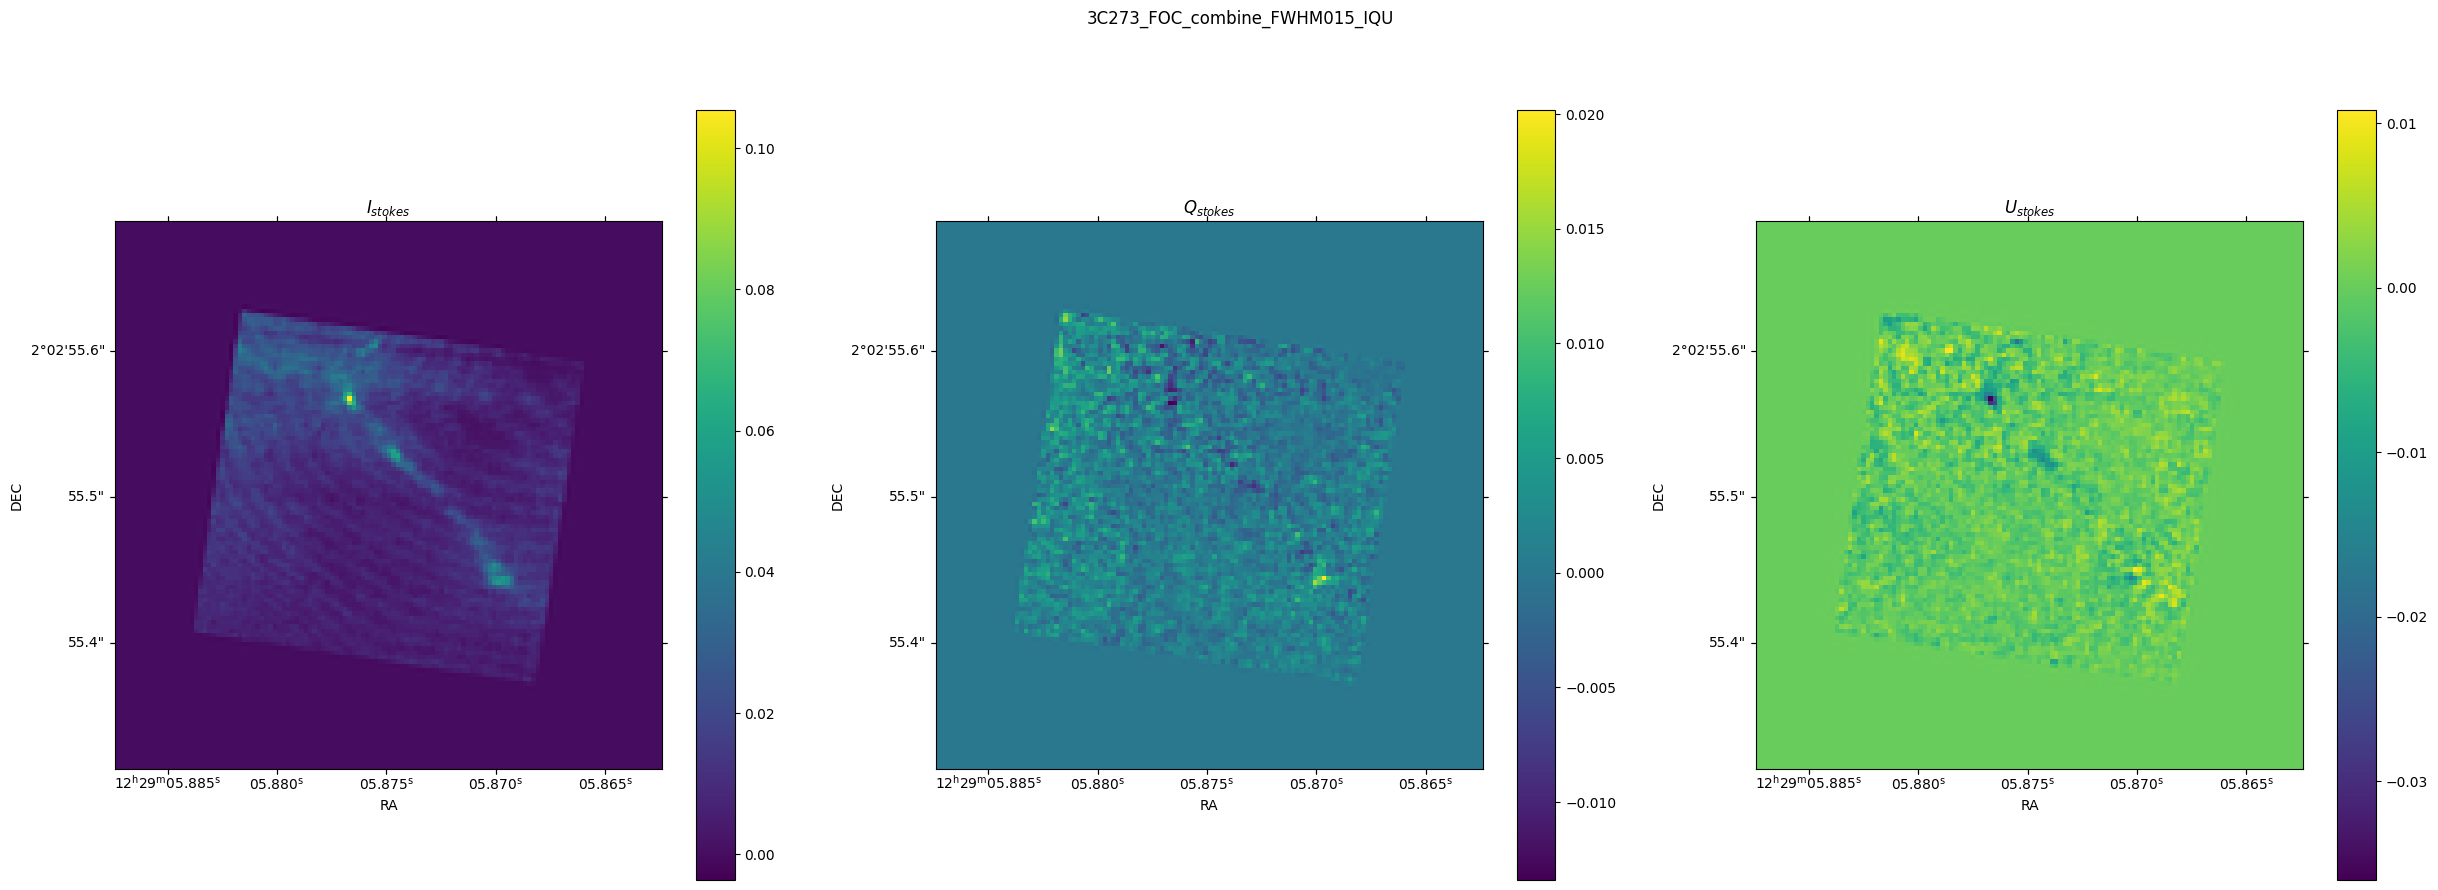 3C273_FOC_combine_FWHM015_IQU
I_stokes
Q_stokes
U_stokes
DEC
2°02'55.6"
55.5"
55.4"
12ʰ29ᵐ05.885ˢ 05.880ˢ 05.875ˢ 05.870ˢ 05.865ˢ
RA
0.10
0.08
0.06
0.04
0.02
0.00
DEC
2°02'55.6"
55.5"
55.4"
12ʰ29ᵐ05.885ˢ 05.880ˢ 05.875ˢ 05.870ˢ 05.865ˢ
RA
0.020
0.015
0.010
0.005
0.000
−0.005
−0.010
DEC
2°02'55.6"
55.5"
55.4"
12ʰ29ᵐ05.885ˢ 05.880ˢ 05.875ˢ 05.870ˢ 05.865ˢ
RA
0.01
0.00
−0.01
−0.02
−0.03